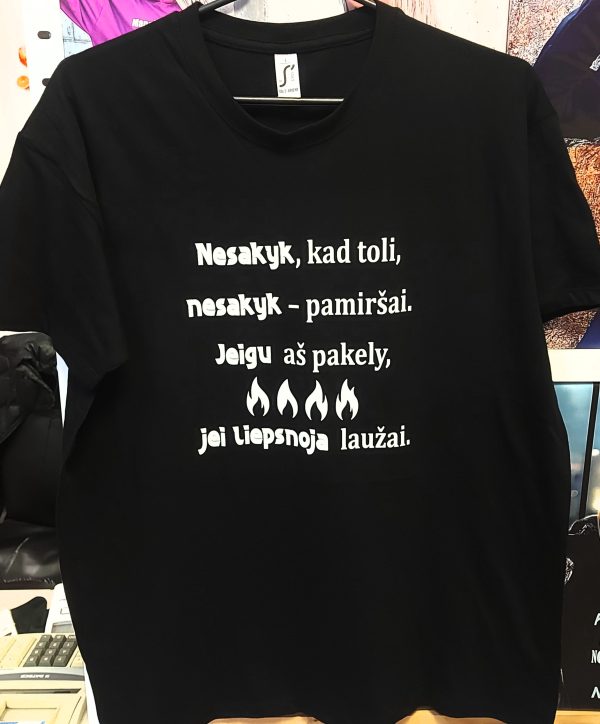 Nesakyk, kad toli,
nesakyk – pamiršai.
Jeigu aš pakely,
jei liepsnoja laužai.